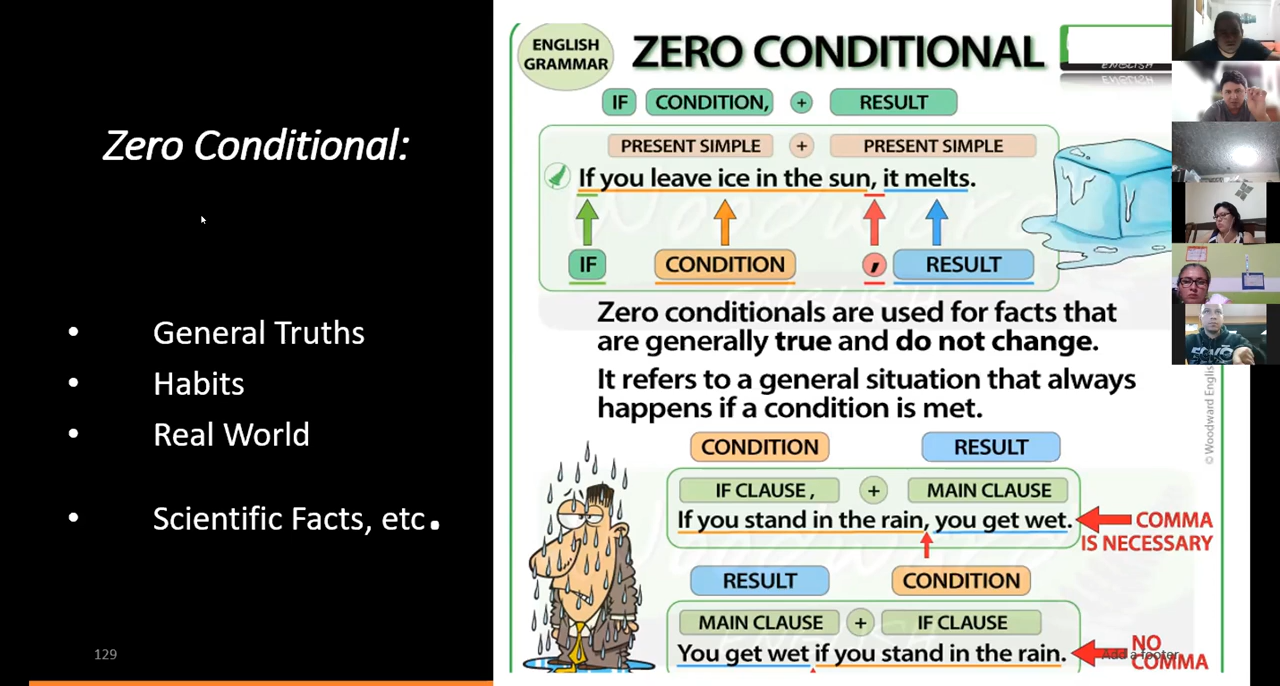 Zero Conditional:
• General Truths
• Habits
• Real World
• Scientific Facts, etc.
129
ENGLISH
GRAMMAR
ZERO CONDITIONAL
ENGLISH
IF CONDITION, + RESULT
PRESENT SIMPLE + PRESENT SIMPLE
If you leave ice in the sun, it melts.
IF CONDITION , RESULT
Zero conditionals are used for facts that
are generally true and do not change.
It refers to a general situation that always
happens if a condition is met.
CONDITION RESULT
IF CLAUSE , + MAIN CLAUSE
If you stand in the rain, you get wet.
COMMA
IS NECESSARY
RESULT CONDITION
MAIN CLAUSE + IF CLAUSE
You get wet if you stand in the rain.
NO
COMMA
Add a footer
© Woodward English